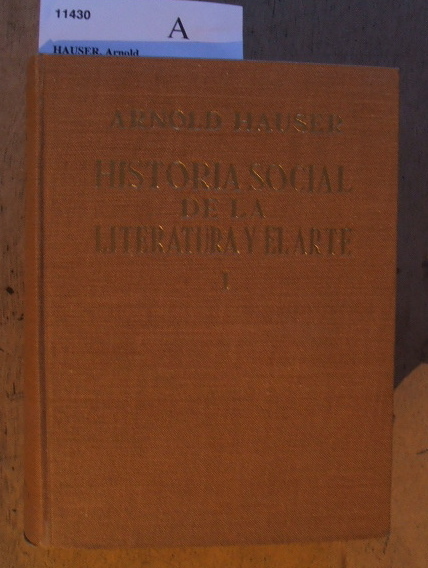 11430
A
HAUSER, Arnold
ARNOLD HAUSER
HISTORIA SOCIAL
DE LA
LITERATURA Y EL ARTE
I